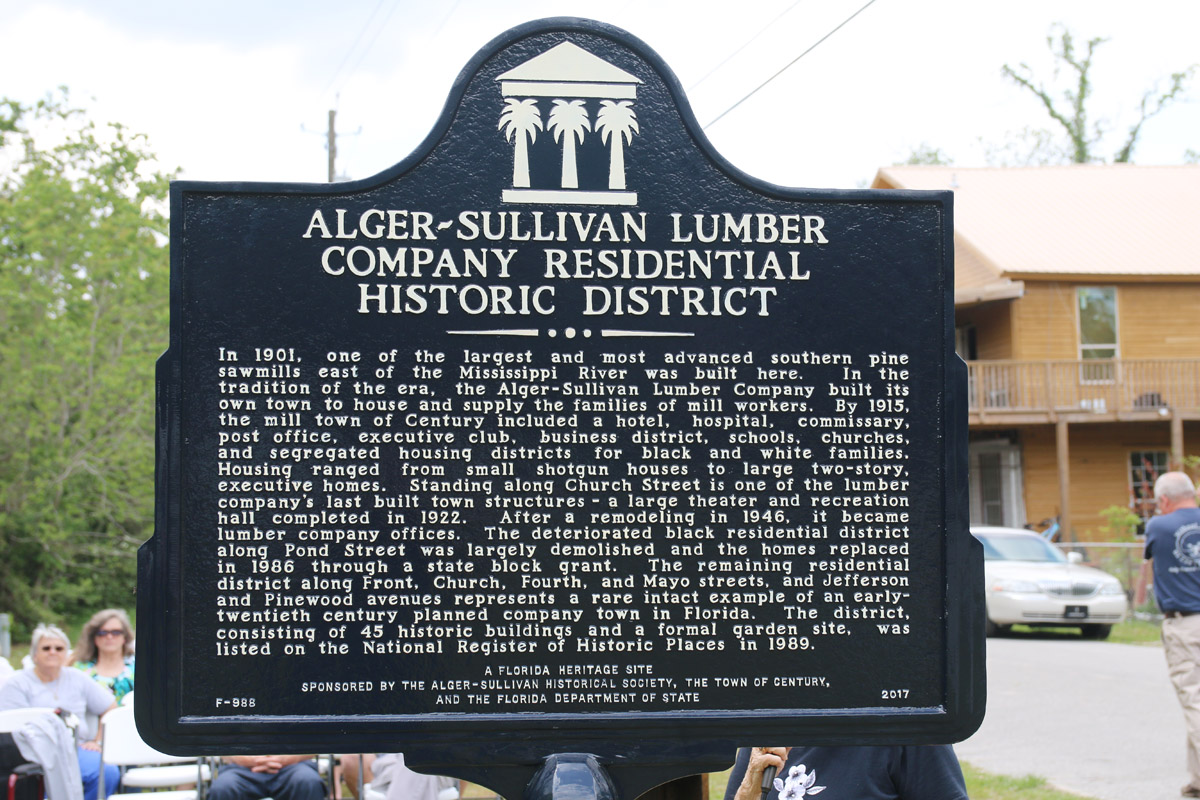 ALGER-SULLIVAN LUMBER
COMPANY RESIDENTIAL
HISTORIC DISTRICT
In 1901, one of the largest and most advanced southern pine
sawmills east of the Mississippi River was built here. In the
tradition of the era, the Alger-Sullivan Lumber Company built its
own town to house and supply the families of mill workers. By 1915,
the mill town of Century included a hotel, hospital, commissary,
post office, executive club, business district, schools, churches,
and segregated housing districts for black and white families.
Housing ranged from small shotgun houses to large two-story,
executive homes. Standing along Church Street is one of the lumber
company's last built town structures - a large theater and recreation
hall completed in 1922. After a remodeling in 1946, it became
lumber company offices. The deteriorated black residential district
along Pond Street was largely demolished and the homes replaced
in 1986 through a state block grant. The remaining residential
district along Front, Church, Fourth, and Mayo streets, and Jefferson
and Pinewood avenues represents a rare intact example of an early-
twentieth century planned company town in Florida. The district,
consisting of 45 historic buildings and a formal garden site, was
listed on the National Register of Historic Places in 1989.
A FLORIDA HERITAGE SITE
SPONSORED BY THE ALGER-SULLIVAN HISTORICAL SOCIETY, THE TOWN OF CENTURY,
AND THE FLORIDA DEPARTMENT OF STATE
F-988
2017